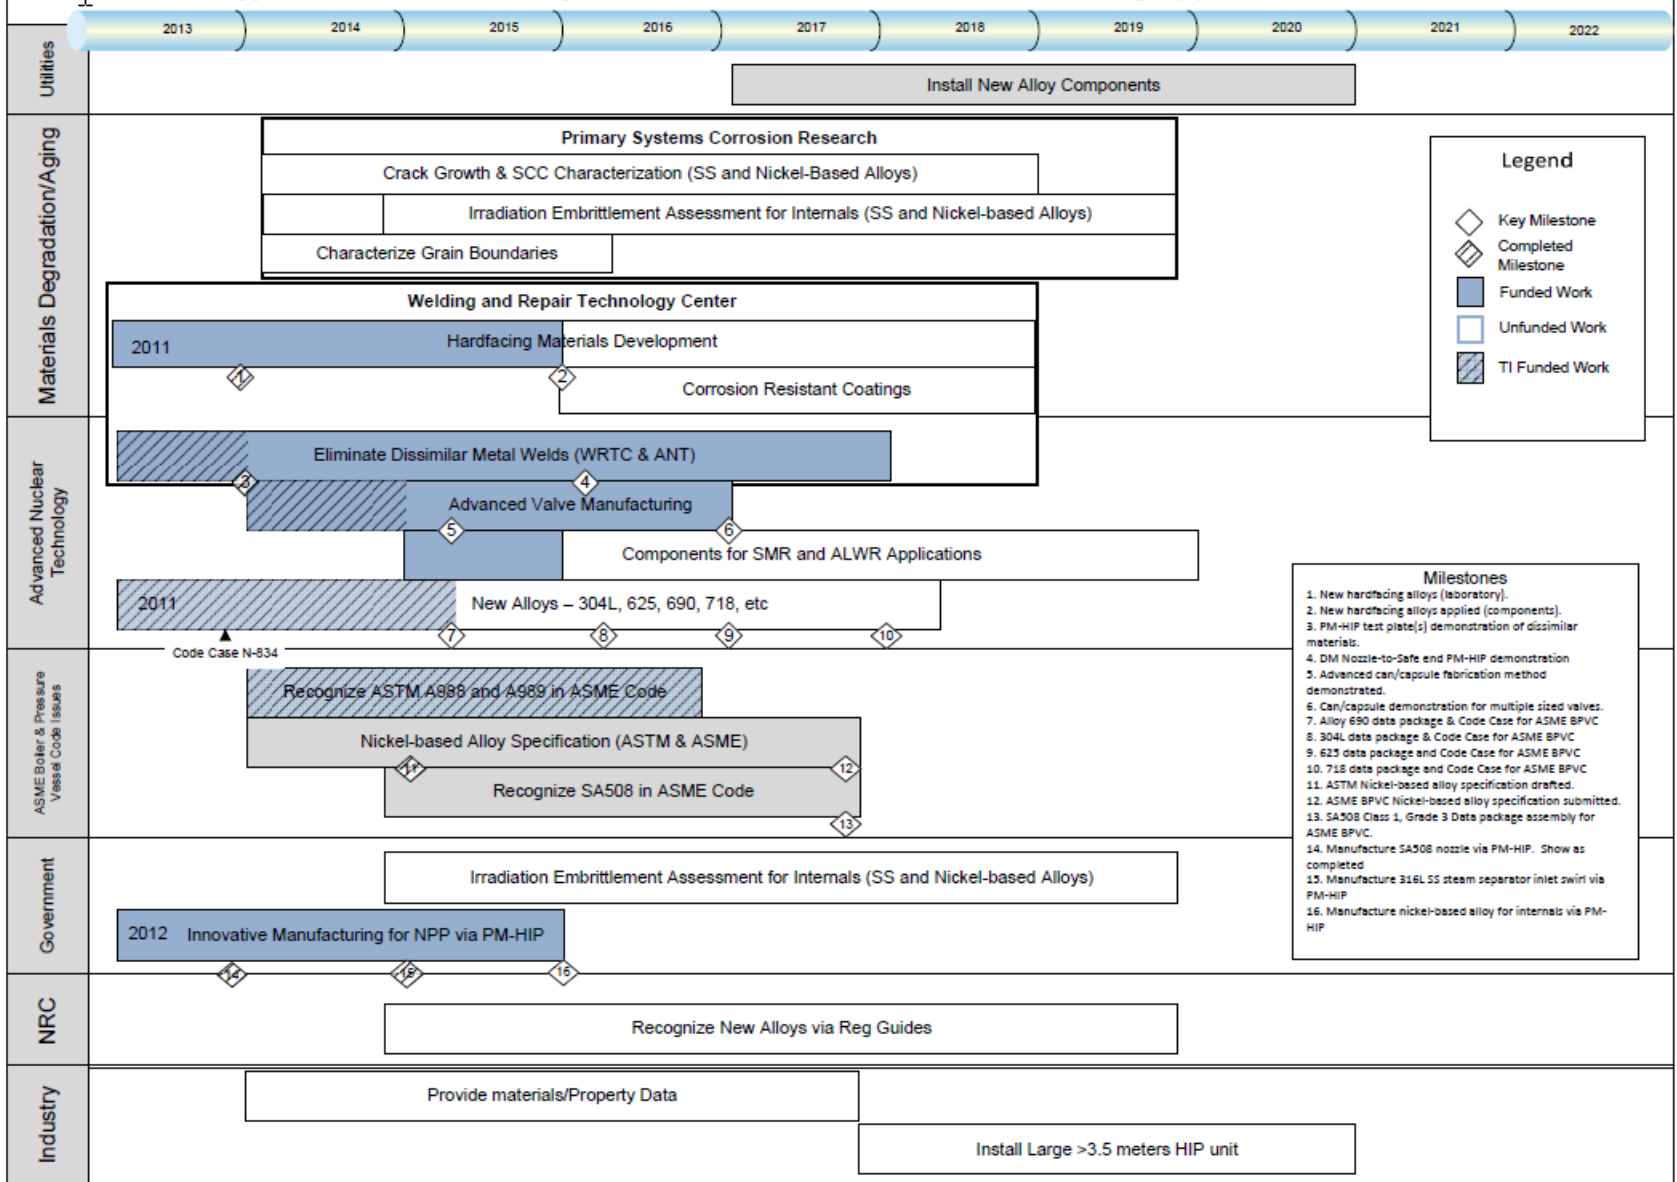 2013 2014 2015 2016 2017 2018 2019 2020 2021 2022
Utilities
Install New Alloy Components
Materials Degradation/Aging
Primary Systems Corrosion Research
Crack Growth & SCC Characterization (SS and Nickel-Based Alloys)
Irradiation Embrittlement Assessment for Internals (SS and Nickel-based Alloys)
Characterize Grain Boundaries
Welding and Repair Technology Center
2011
Hardfacing Materials Development
1
2
Corrosion Resistant Coatings
Legend
Key Milestone
Completed
Milestone
Funded Work
Unfunded Work
TI Funded Work
Advanced Nuclear
Technology
Eliminate Dissimilar Metal Welds (WRTC & ANT)
3
4
Advanced Valve Manufacturing
5
6
Components for SMR and ALWR Applications
2011
New Alloys – 304L, 625, 690, 718, etc
7
8
9
10
Code Case N-834
ASME Boiler & Pressure
Vessel Code Issues
Recognize ASTM A988 and A989 in ASME Code
Nickel-based Alloy Specification (ASTM & ASME)
11
12
Recognize SA508 in ASME Code
13
Milestones
1. New hardfacing alloys (laboratory).
2. New hardfacing alloys applied (components).
3. PM-HIP test plate(s) demonstration of dissimilar
materials.
4. DM Nozzle-to-Safe end PM-HIP demonstration
5. Advanced can/capsule fabrication method
demonstrated.
6. Can/capsule demonstration for multiple sized valves.
7. Alloy 690 data package & Code Case for ASME BPVC
8. 304L data package & Code Case for ASME BPVC
9. 625 data package and Code Case for ASME BPVC
10. 718 data package and Code Case for ASME BPVC
11. ASTM Nickel-based alloy specification drafted.
12. ASME BPVC Nickel-based alloy specification submitted.
13. SA508 Class 1, Grade 3 Data package assembly for
ASME BPVC.
14. Manufacture SA508 nozzle via PM-HIP. Show as
completed
15. Manufacture 316L SS steam separator inlet swirl via
PM-HIP
16. Manufacture nickel-based alloy for internals via PM-
HIP
Government
Irradiation Embrittlement Assessment for Internals (SS and Nickel-based Alloys)
2012
Innovative Manufacturing for NPP via PM-HIP
14
15
16
NRC
Recognize New Alloys via Reg Guides
Industry
Provide materials/Property Data
Install Large >3.5 meters HIP unit